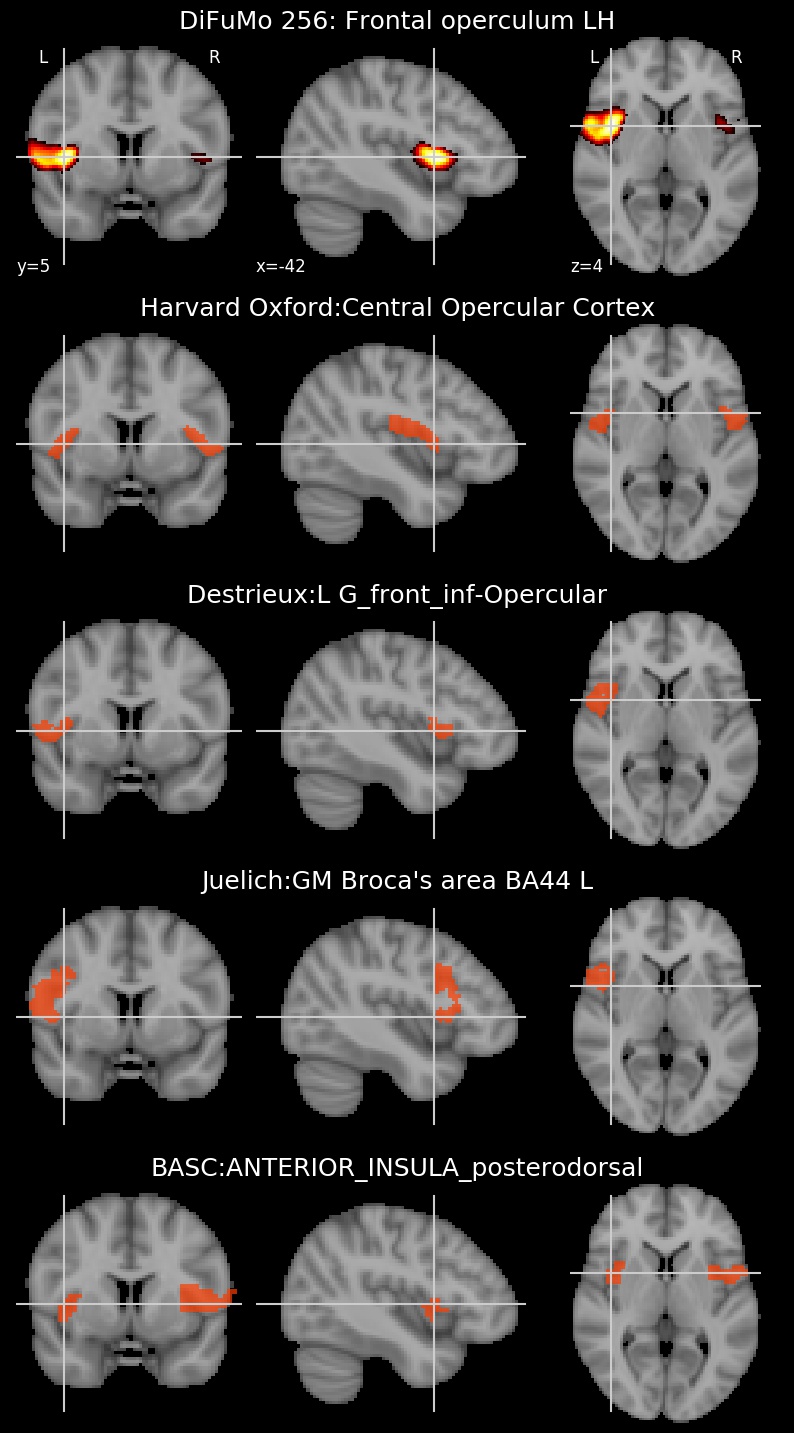 DiFuMo 256: Frontal operculum LH
L R L R
y=5 x=-42 z=4
Harvard Oxford:Central Opercular Cortex
Destrieux:L G_front_inf-Opercular
Juelich:GM Broca's area BA44 L
BASC:ANTERIOR_INSULA_posterodorsal